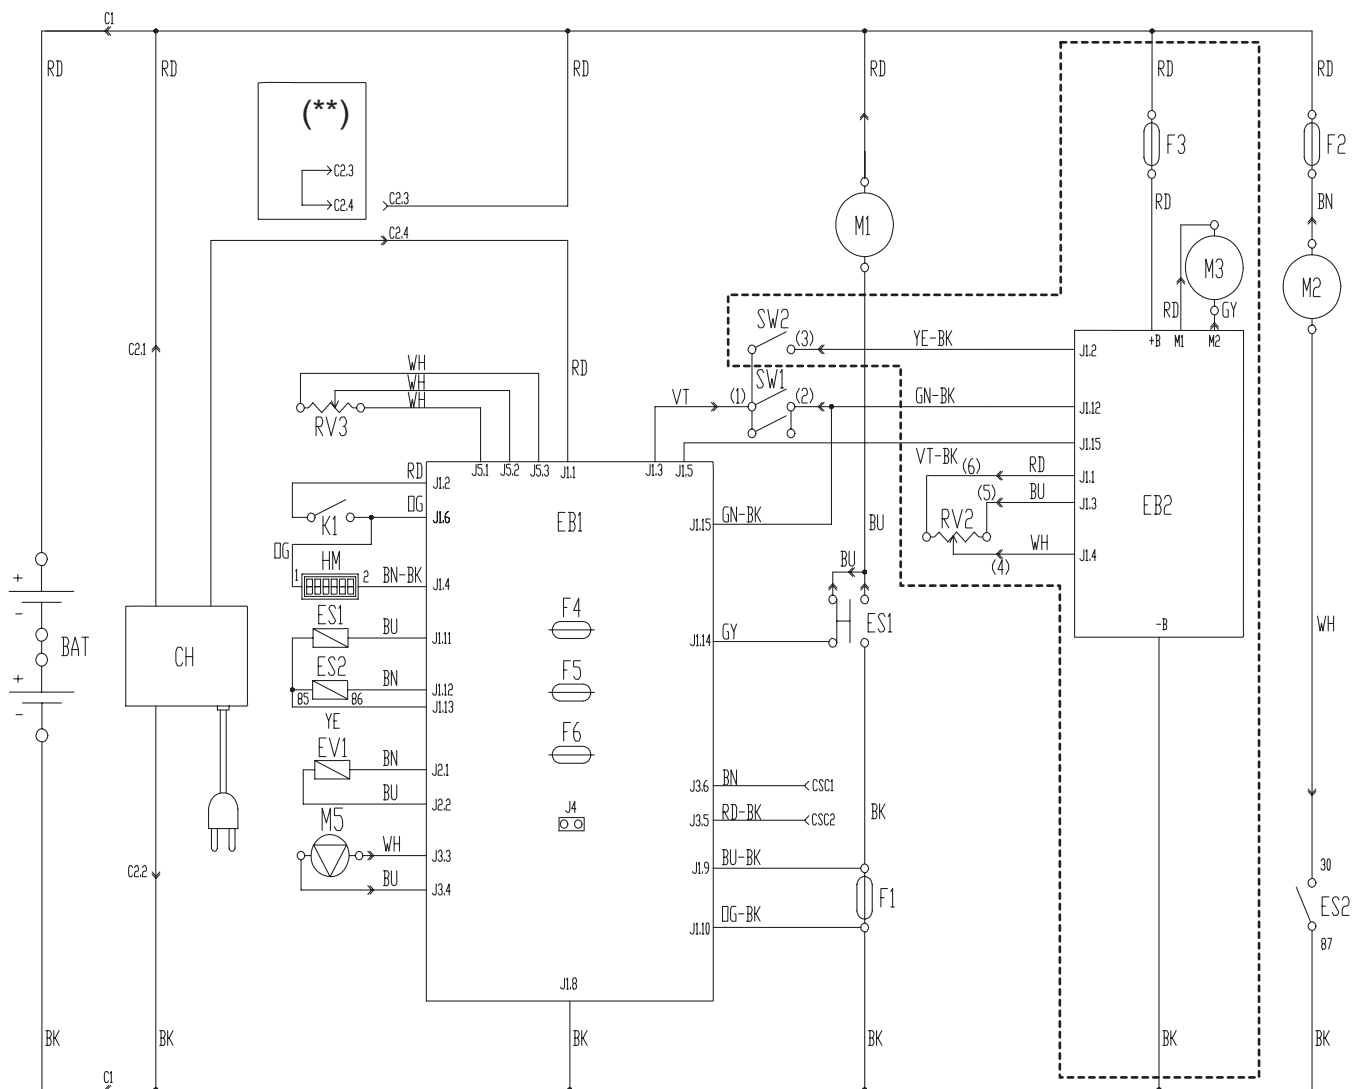 C1
RD
RD
RD
RD
RD
RD
(**)
C2.3
C2.4
C2.3
C2.4
F3
F2
RD
BN
M1
M3
M2
RD
GY
+B
M1
M2
C2.1
SW2
(3)
YE-BK
J1.2
WH
WH
WH
RD
RV3
VT
(1)
SW1
(2)
GN-BK
J1.12
J1.15
J5.1
J5.2
J5.3
J1.1
J1.3
J1.5
VT-BK
(6)
RD
J1.1
RD
J1.2
OG
J1.6
K1
EB1
GN-BK
J1.15
BU
(5)
BU
J1.3
RV2
EB2
WH
J1.4
(4)
OG
HM
1
2
BN-BK
J1.4
BU
+
-
BAT
+
-
CH
ES1
BU
J1.11
F4
GY
J1.14
ES1
-B
WH
ES2
85
86
BN
J1.12
J1.13
F5
YE
EV1
BN
J2.1
BU
J2.2
F6
J4
BN
J3.6
CSC1
RD-BK
J3.5
CSC2
BK
M5
WH
J3.3
BU
J3.4
C2.2
BU-BK
J1.9
F1
OG-BK
J1.10
30
ES2
87
J1.8
BK
BK
BK
BK
BK
BK
C1